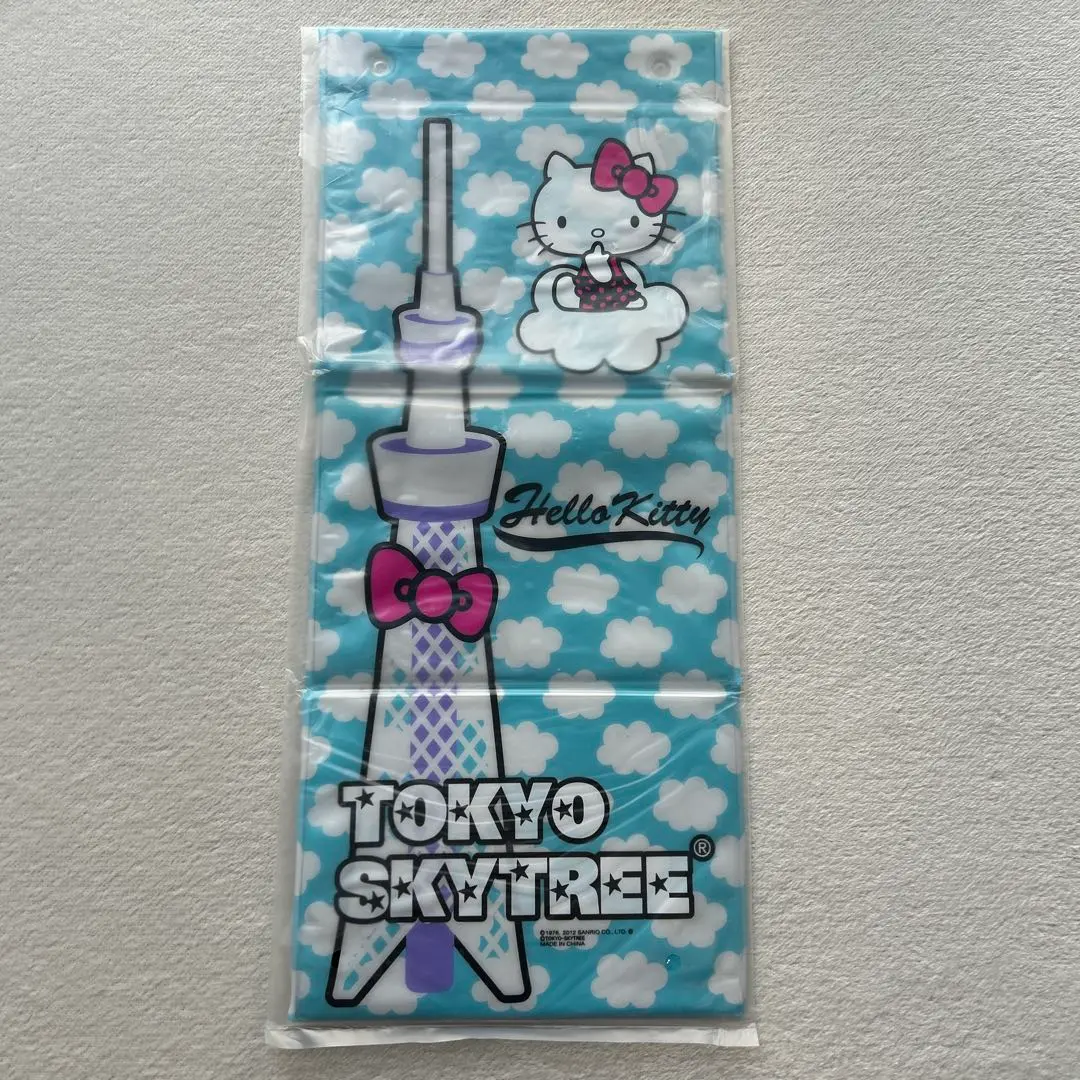 Hello Kitty
TOKYO
SKYTREE®
©1976, 2012 SANRIO CO., LTD. ®
©TOKYO-SKYTREE
MADE IN CHINA